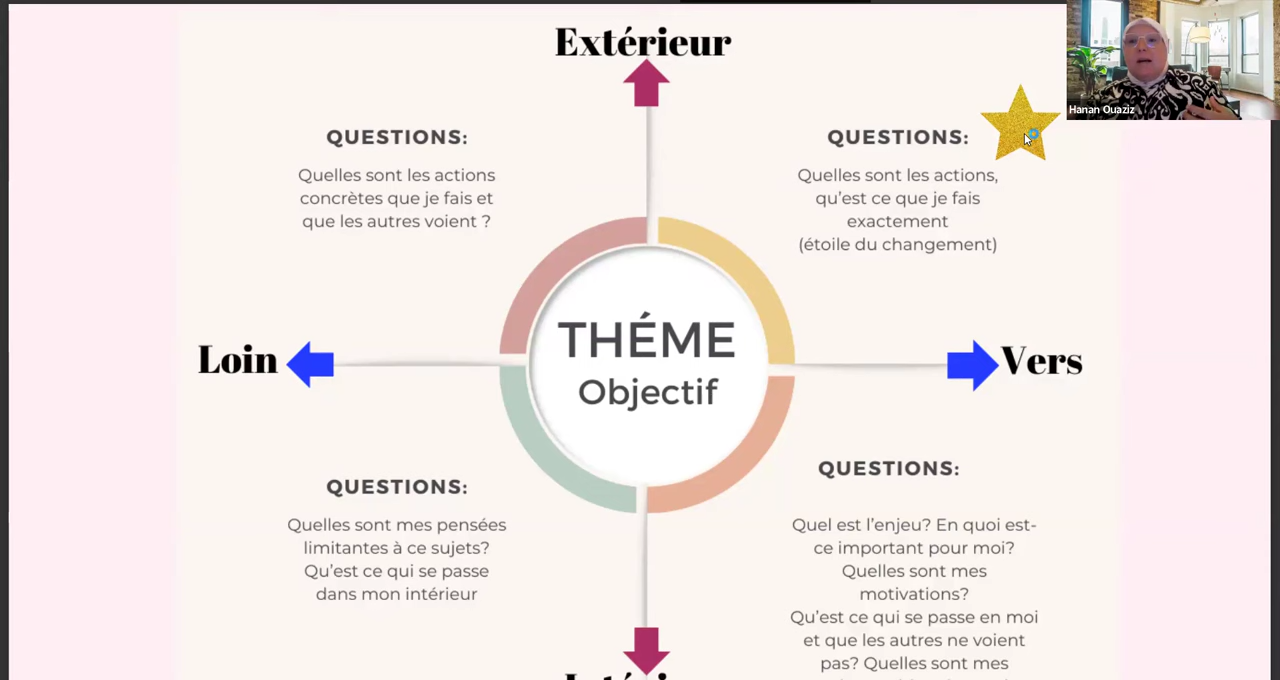 Extérieur
Hanan Ouaziz
QUESTIONS:
Quelles sont les actions
concrètes que je fais et
que les autres voient ?
QUESTIONS:
Quelles sont les actions,
qu’est ce que je fais
exactement
(étoile du changement)
Loin
THÉME
Objectif
Vers
QUESTIONS:
Quelles sont mes pensées
limitantes à ce sujets?
Qu’est ce qui se passe
dans mon intérieur
QUESTIONS:
Quel est l’enjeu? En quoi est-
ce important pour moi?
Quelles sont mes
motivations?
Qu’est ce qui se passe en moi
et que les autres ne voient
pas? Quelles sont mes